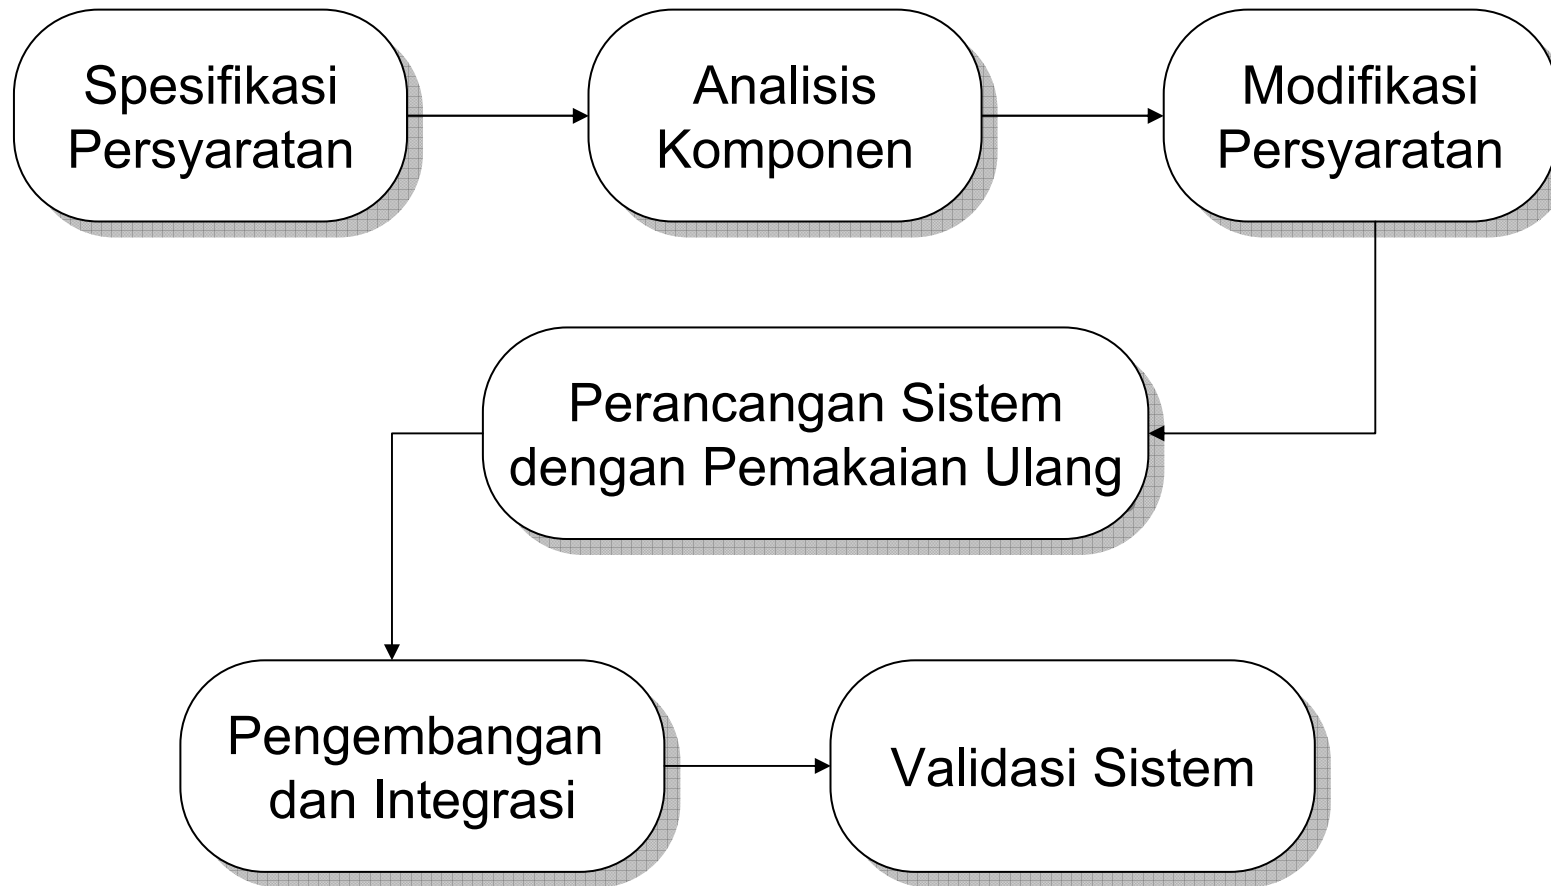 Spesifikasi
Persyaratan
Analisis
Komponen
Modifikasi
Persyaratan
Perancangan Sistem
dengan Pemakaian Ulang
Pengembangan
dan Integrasi
Validasi Sistem